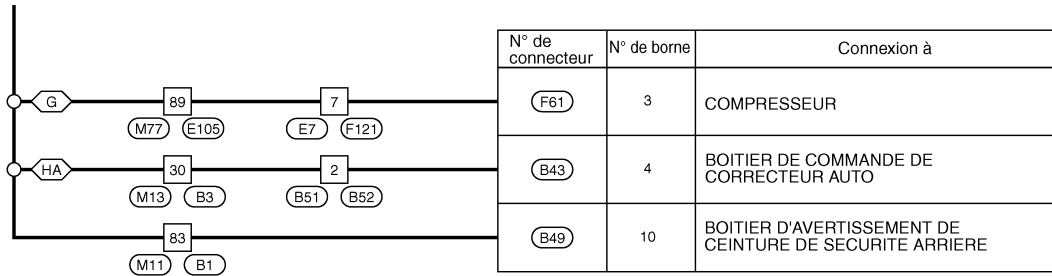 N° de connecteur
N° de borne
Connexion à
G
89
7
F61
3
COMPRESSEUR
M77
E105
E7
F121
HA
30
2
B43
4
BOITIER DE COMMANDE DE
CORRECTEUR AUTO
M13
B3
B51
B52
83
B49
10
BOITIER D'AVERTISSEMENT DE
CEINTURE DE SECURITE ARRIERE
M11
B1